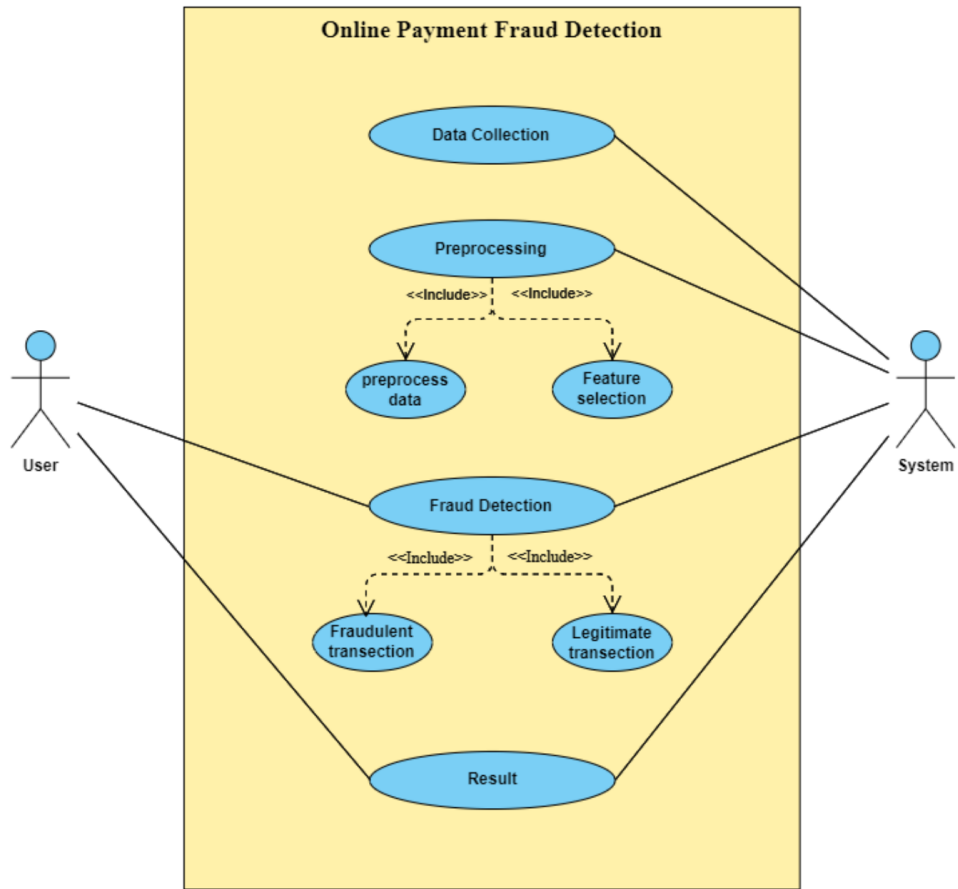 Online Payment Fraud Detection
Data Collection
Preprocessing
<<Include>>
<<Include>>
preprocess
data
Feature
selection
User
System
Fraud Detection
<<Include>>
<<Include>>
Fraudulent
transection
Legitimate
transection
Result